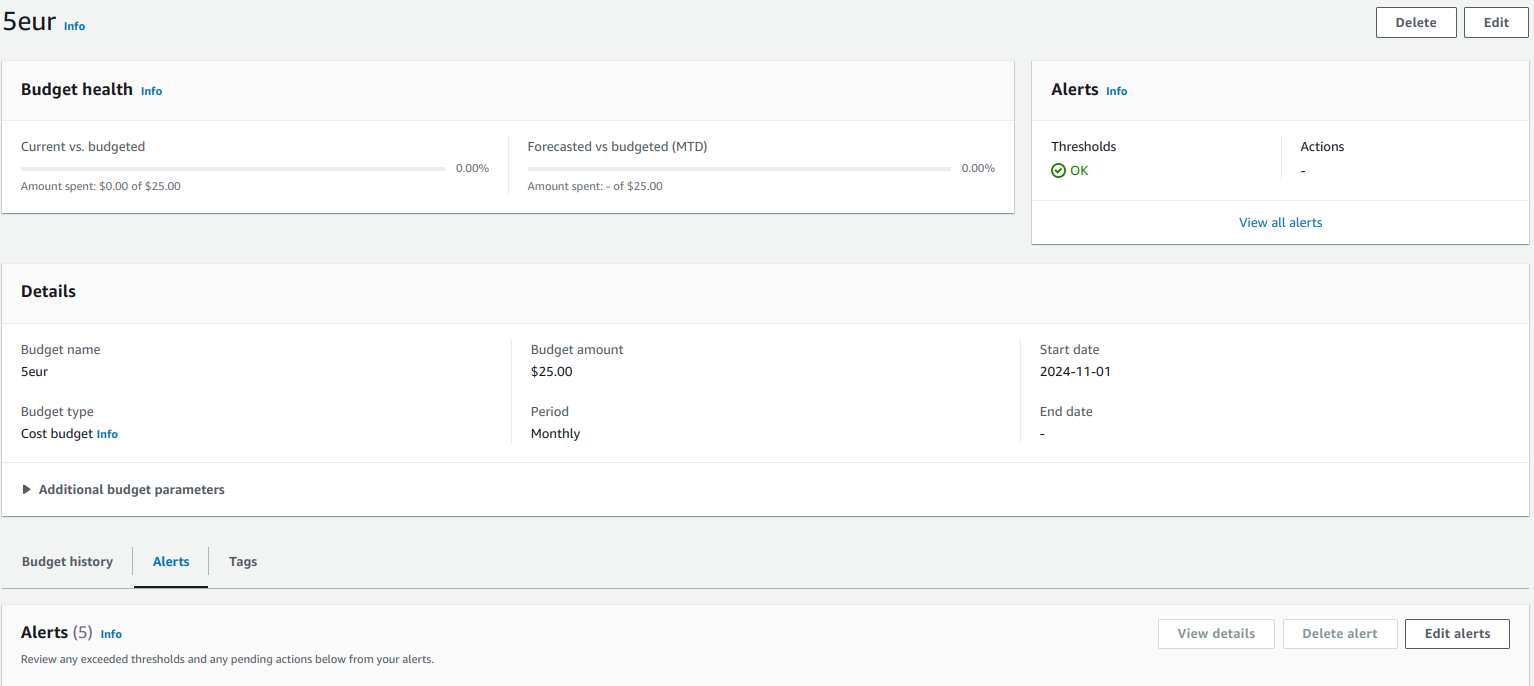 5eur Info
Delete Edit
Budget health Info
Alerts Info
Current vs. budgeted
0.00%
Amount spent: $0.00 of $25.00
Forecasted vs budgeted (MTD)
0.00%
Amount spent: - of $25.00
Thresholds
OK
Actions
-
View all alerts
Details
Budget name
5eur
Budget amount
$25.00
Start date
2024-11-01
Budget type
Cost budget Info
Period
Monthly
End date
-
Additional budget parameters
Budget history Alerts Tags
Alerts (5) Info
View details Delete alert Edit alerts
Review any exceeded thresholds and any pending actions below from your alerts.